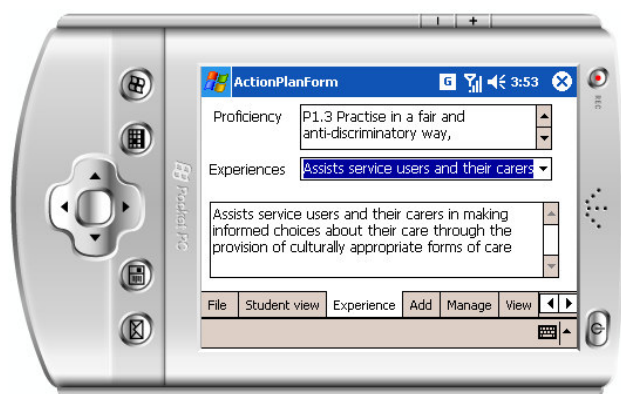 − +
ActionPlanForm G 3:53
REC
Proficiency P1.3 Practise in a fair and
anti-discriminatory way,
Experiences Assists service users and their carers
Pocket PC
Assists service users and their carers in making
informed choices about their care through the
provision of culturally appropriate forms of care
File Student view Experience Add Manage View